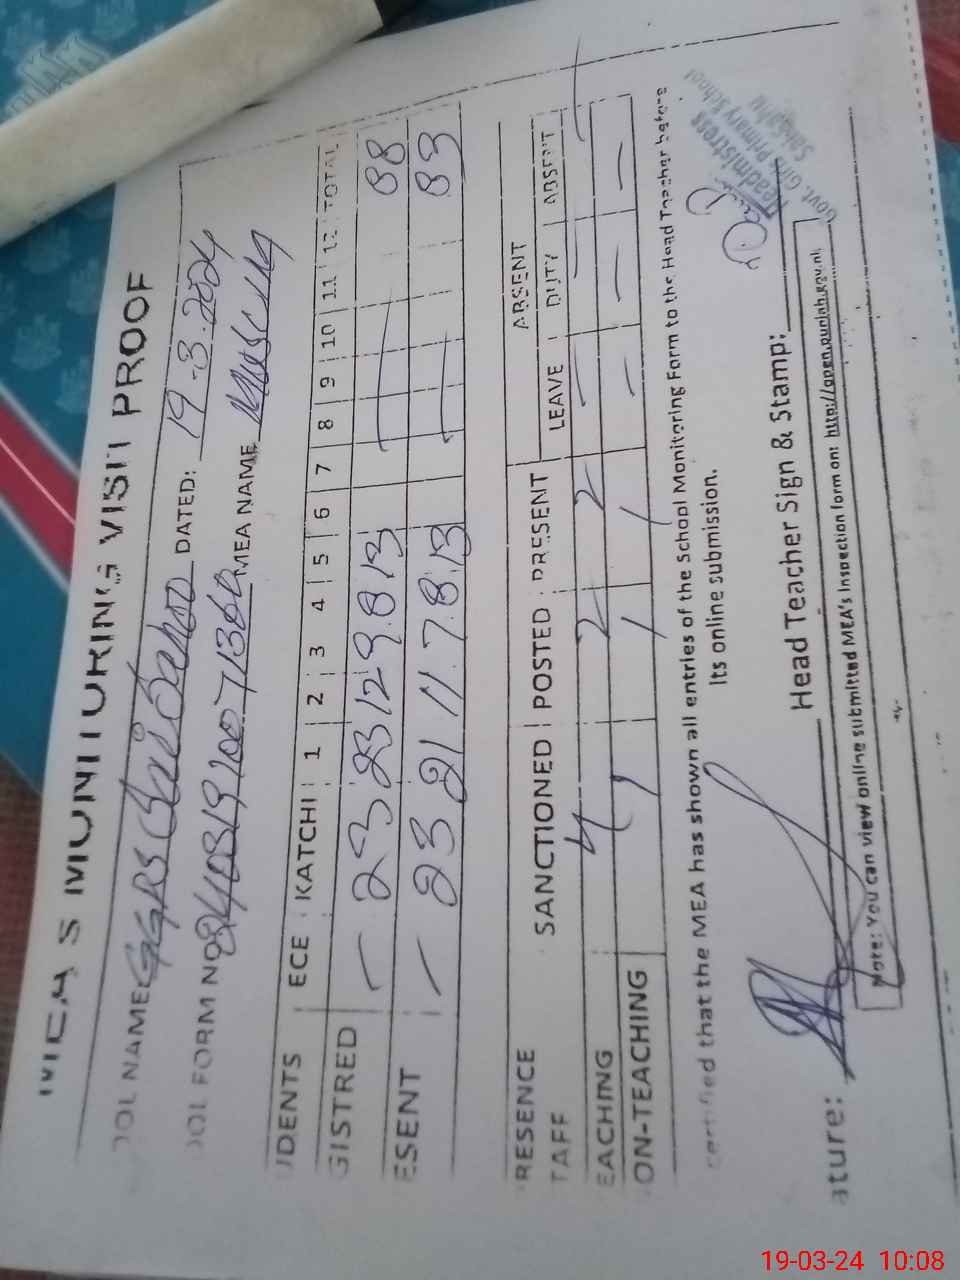 MEA'S MONITORING VISIT PROOF
OOL NAME GGPS DATED: 19-3-2024
OOL FORM NO MEA NAME
UDENTS ECE KATCHI 1 2 3 4 5 6 7 8 9 10 11 12 TOTAL
GISTRED — 23 23 12 9 8 13 88
ESENT — 23 21 11 7 8 13 83
RESENCE SANCTIONED POSTED PRESENT ABSENT
TAFF LEAVE DUTY ABSENT
EACHING 4 2 2 — — —
ON-TEACHING 1 1 1 — — —
certified that the MEA has shown all entries of the School Monitoring Form to the Head Teacher before
Its online submission.
ature: Head Teacher Sign & Stamp:
Headmistress
Govt. Girls Primary School
Note: You can view online submitted MEA's Inspection form on: http://open.punjab.gov.pk
19-03-24 10:08